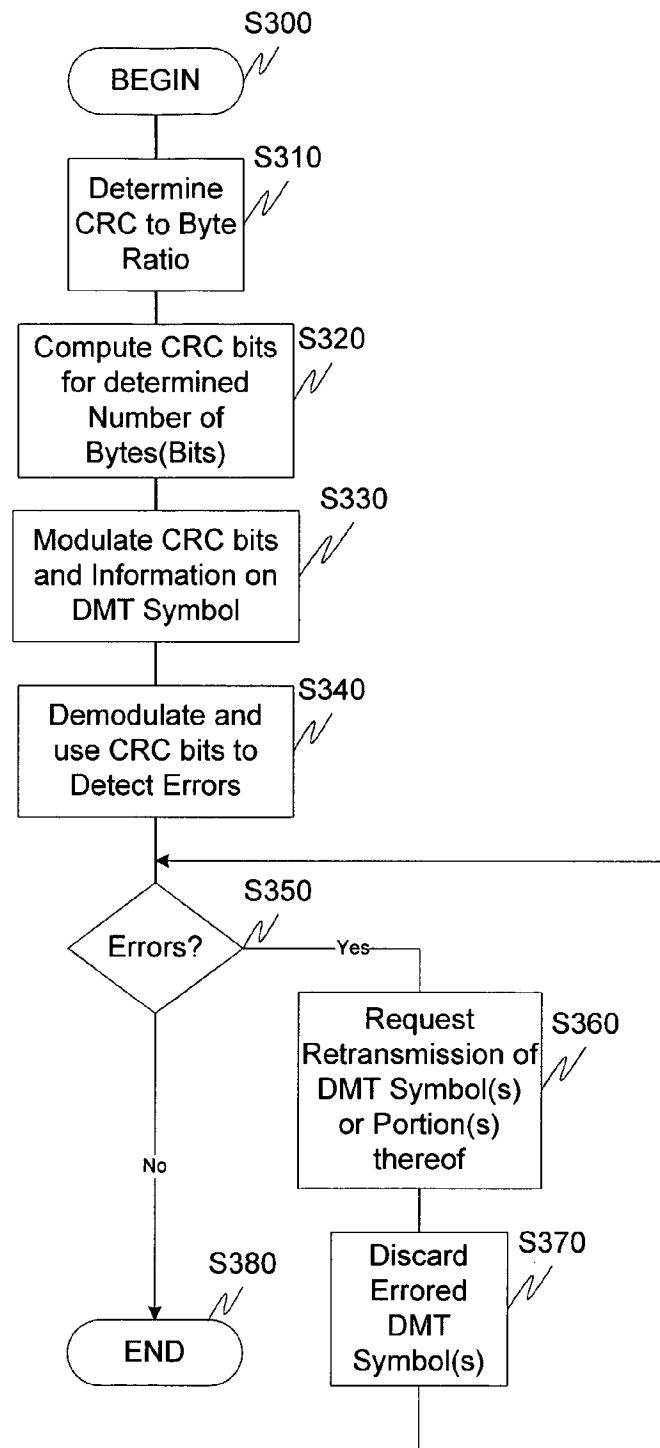 S300
BEGIN
S310
Determine
CRC to Byte
Ratio
S320
Compute CRC bits
for determined
Number of
Bytes(Bits)
S330
Modulate CRC bits
and Information on
DMT Symbol
S340
Demodulate and
use CRC bits to
Detect Errors
S350
Errors?
Yes
S360
Request
Retransmission of
DMT Symbol(s)
or Portion(s)
thereof
No
S370
Discard
Errored
DMT
Symbol(s)
S380
END